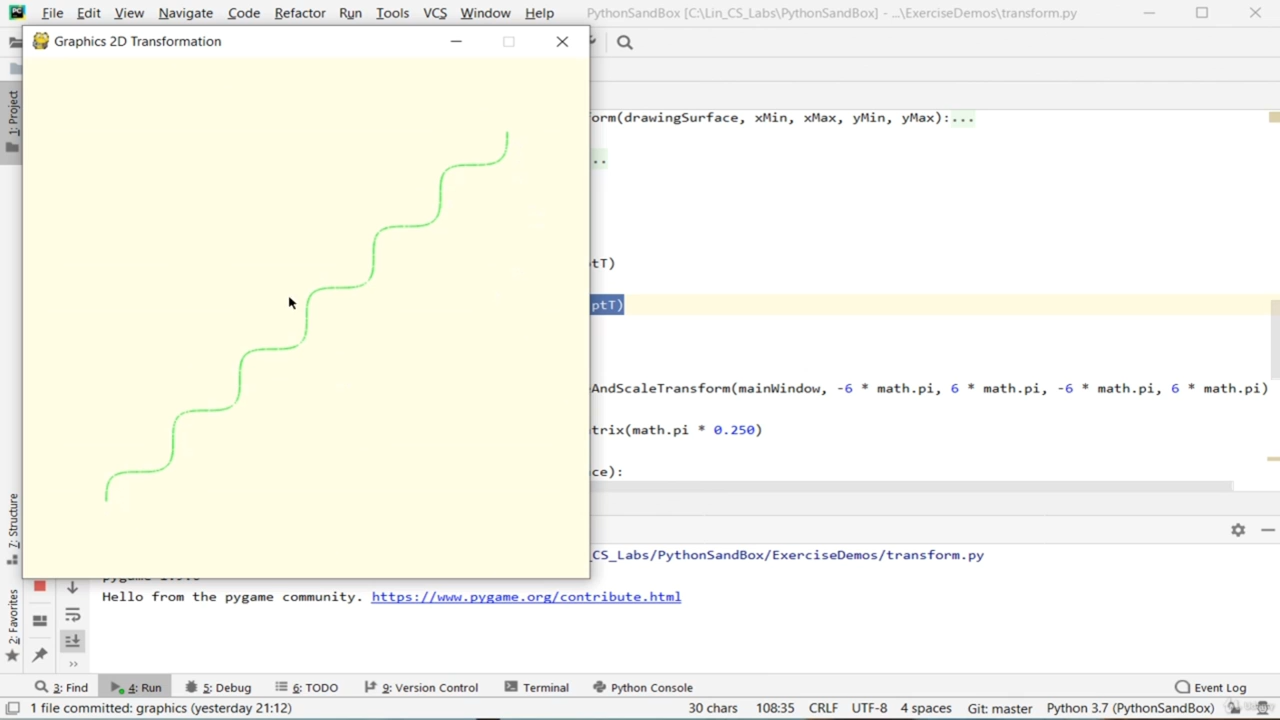 File Edit View Navigate Code Refactor Run Tools VCS Window Help PythonSandBox [C:\U_CS_Labs\PythonSandBox] - ...\ExerciseDemos\transform.py
Graphics 2D Transformation
1: Project
orm(drawingSurface, xMin, xMax, yMin, yMax):...
..
tT)
ptT)
AndScaleTransform(mainWindow, -6 * math.pi, 6 * math.pi, -6 * math.pi, 6 * math.pi)
trix(math.pi * 0.250)
ce):
7: Structure
_CS_Labs/PythonSandBox/ExerciseDemos/transform.py
Hello from the pygame community. https://www.pygame.org/contribute.html
2: Favorites
3: Find 4: Run 5: Debug 6: TODO 9: Version Control Terminal Python Console Event Log
1 file committed: graphics (yesterday 21:12) 30 chars 108:35 CRLF UTF-8 4 spaces Git: master Python 3.7 (PythonSandBox)